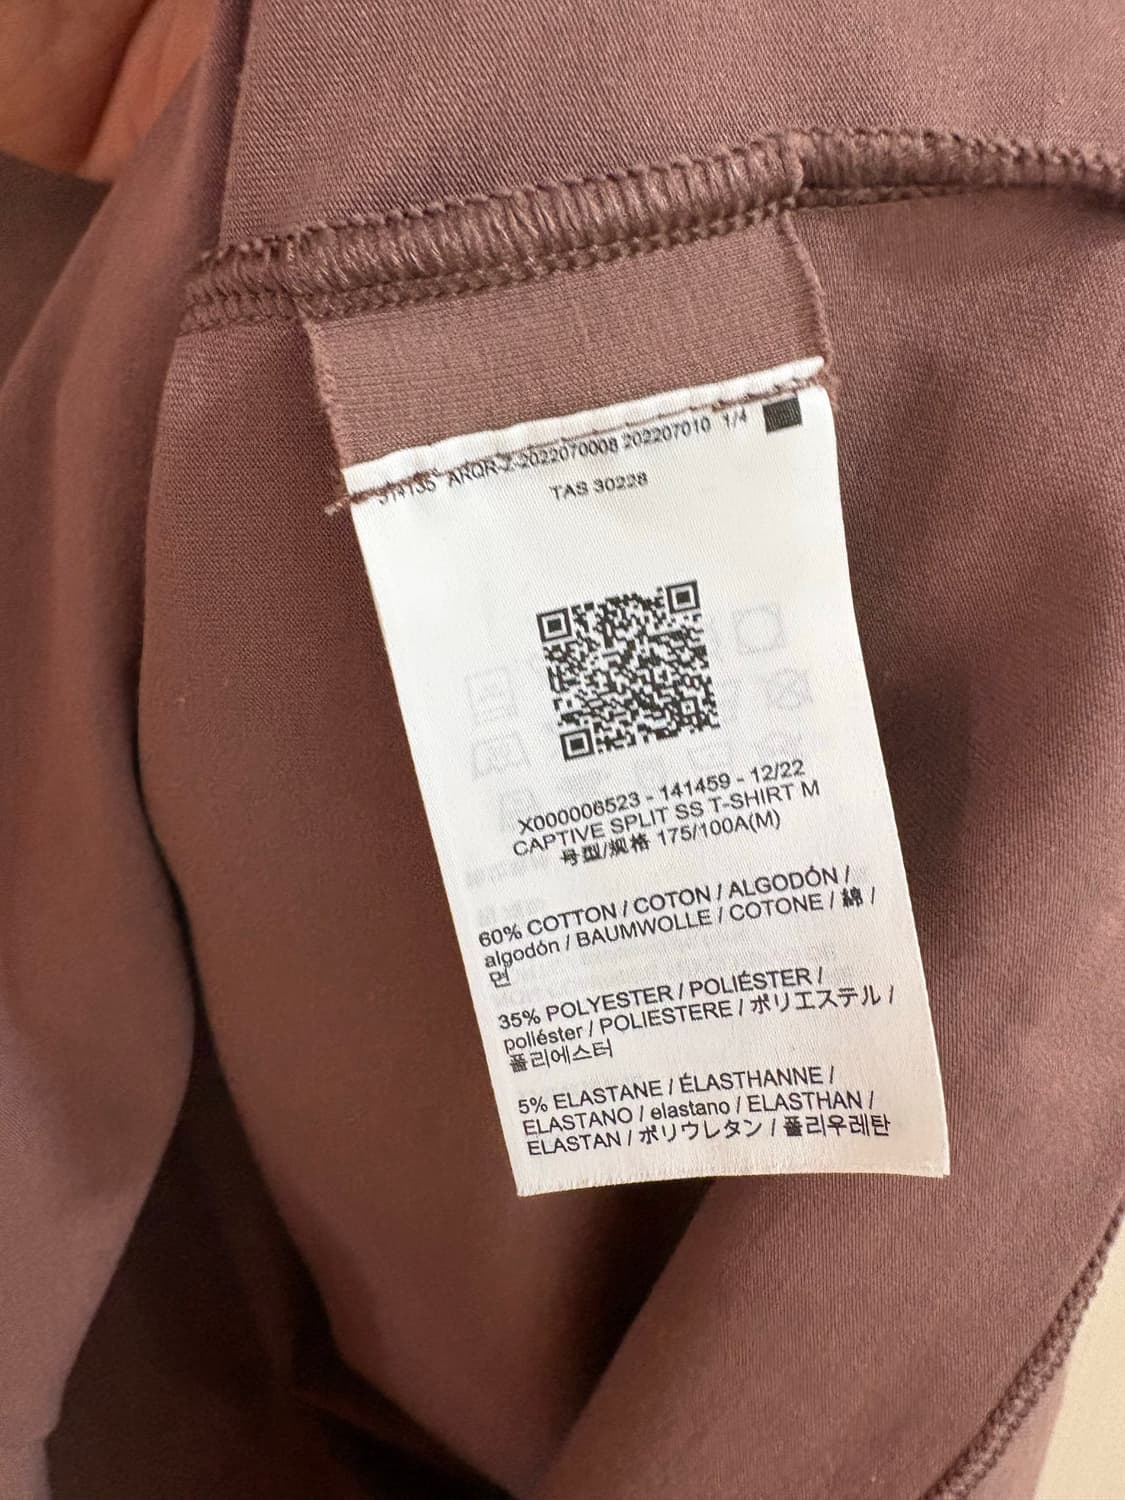 314135 ARQR-Z-2022070008 202207010 1/4
TAS 30228
X000006523 - 141459 - 12/22
CAPTIVE SPLIT SS T-SHIRT M
号型/规格 175/100A(M)
60% COTTON / COTON / ALGODÓN /
algodón / BAUMWOLLE / COTONE / 綿 /
면
35% POLYESTER / POLIÉSTER /
poliéster / POLIESTERE / ポリエステル /
폴리에스터
5% ELASTANE / ÉLASTHANNE /
ELASTANO / elastano / ELASTHAN /
ELASTAN / ポリウレタン / 폴리우레탄